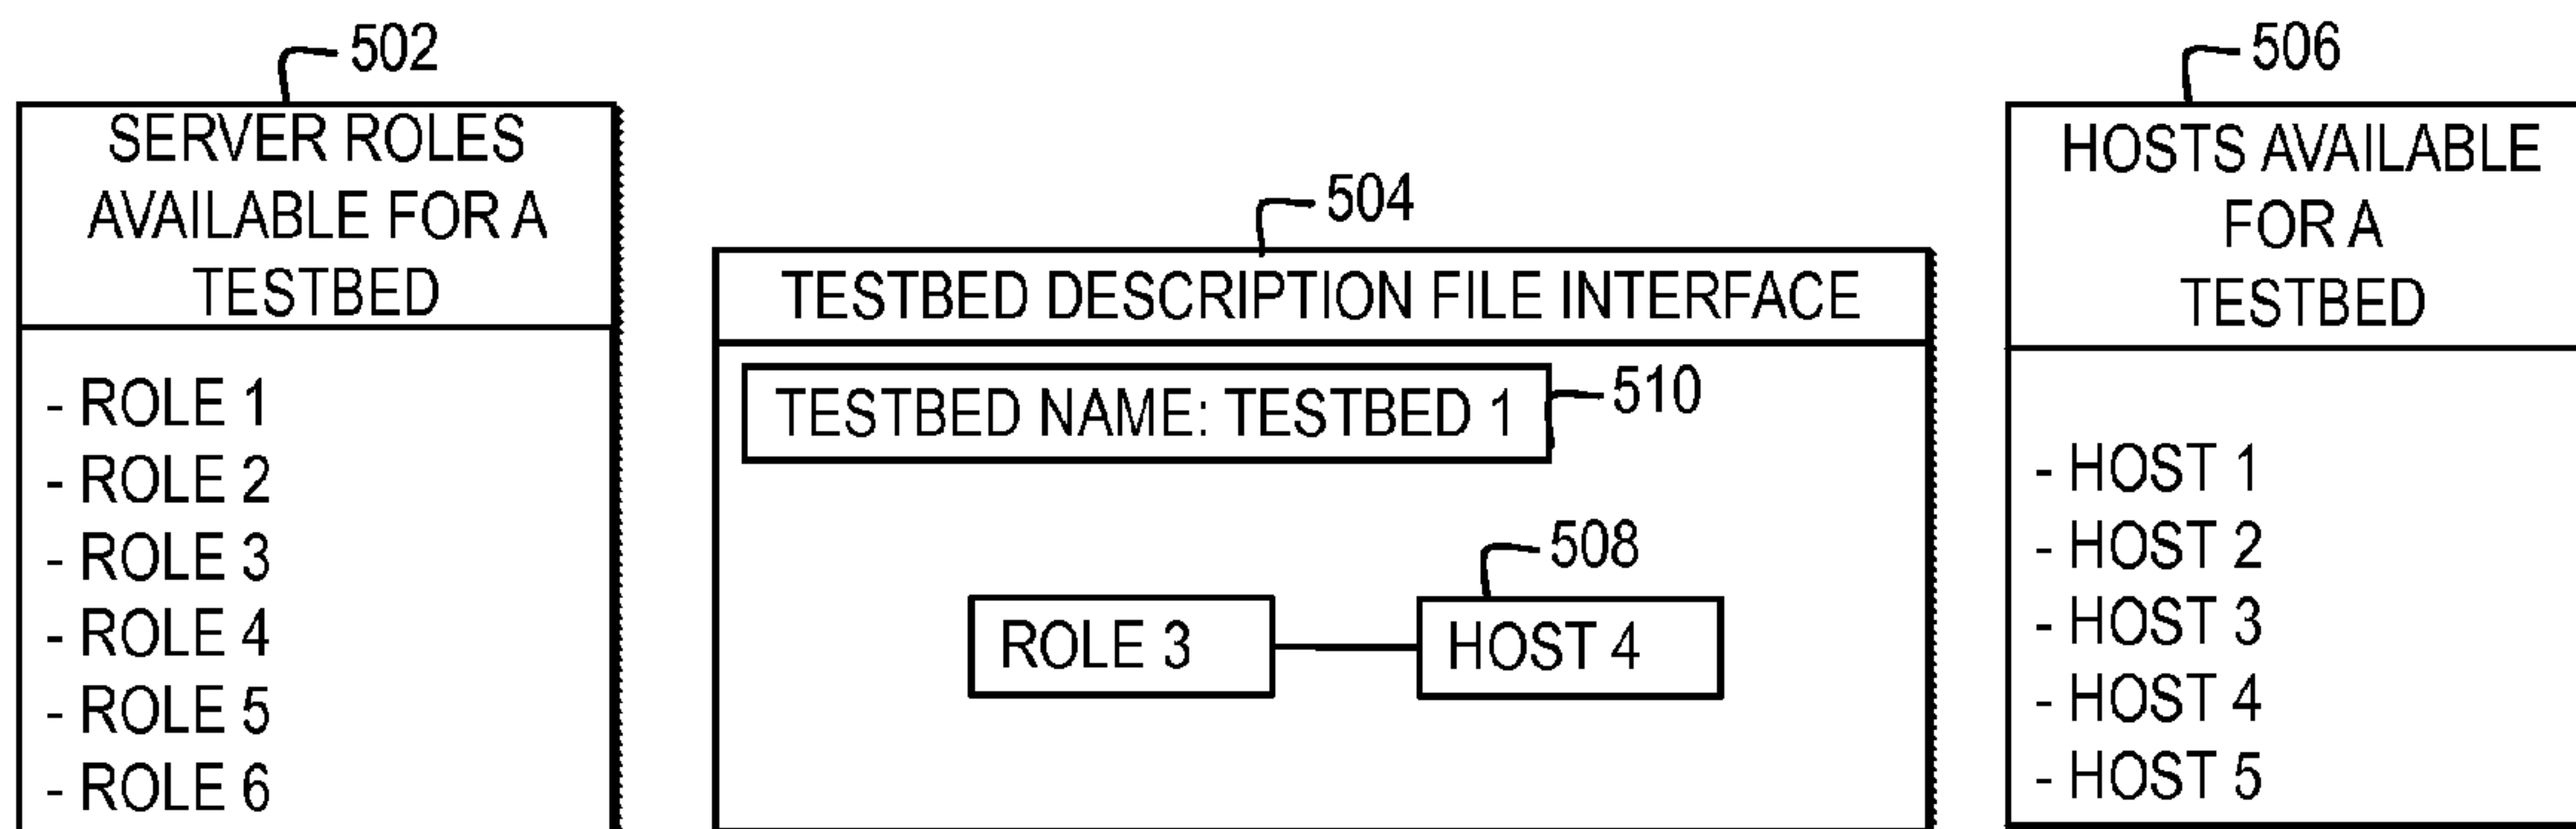 502
SERVER ROLES
AVAILABLE FOR A
TESTBED
- ROLE 1
- ROLE 2
- ROLE 3
- ROLE 4
- ROLE 5
- ROLE 6
504
TESTBED DESCRIPTION FILE INTERFACE
TESTBED NAME: TESTBED 1
510
508
ROLE 3
HOST 4
506
HOSTS AVAILABLE
FOR A
TESTBED
- HOST 1
- HOST 2
- HOST 3
- HOST 4
- HOST 5